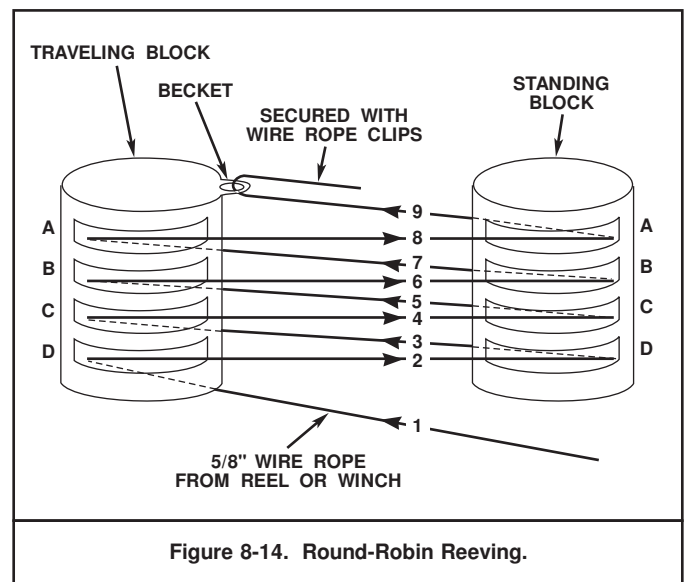 TRAVELING BLOCK
BECKET
SECURED WITH
WIRE ROPE CLIPS
STANDING
BLOCK
9
A
8
A
7
B
6
B
5
C
4
C
3
D
2
D
1
5/8" WIRE ROPE
FROM REEL OR WINCH
Figure 8-14. Round-Robin Reeving.